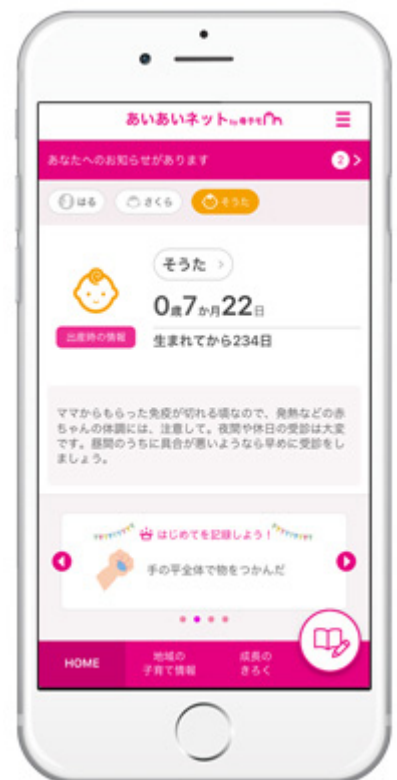 あいあいネット by母子モ
あなたへのお知らせがあります 2
はる さくら そうた
そうた
0歳7か月22日
出産時の情報
生まれてから234日
ママからもらった免疫が切れる頃なので、発熱などの赤
ちゃんの体調には、注意して。夜間や休日の受診は大変
です。昼間のうちに具合が悪いようなら早めに受診をし
ましょう。
はじめてを記録しよう!
手の平全体で物をつかんだ
HOME
地域の
子育て情報
成長の
きろく